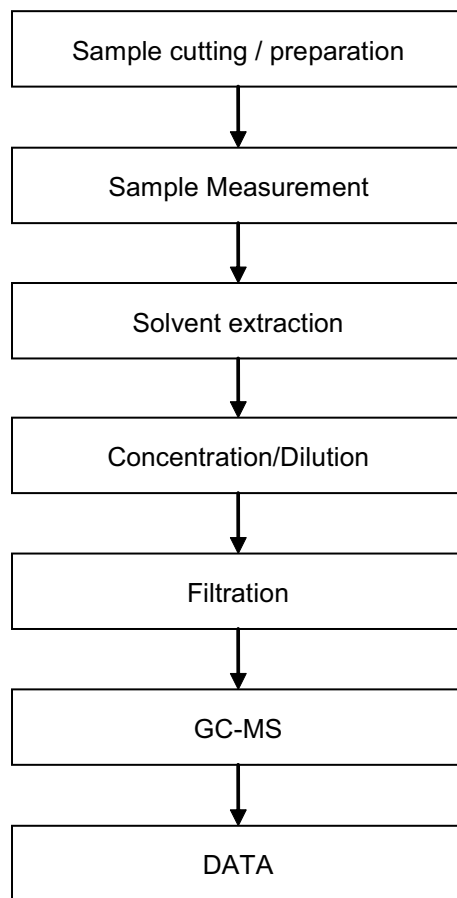 Sample cutting / preparation
Sample Measurement
Solvent extraction
Concentration/Dilution
Filtration
GC-MS
DATA